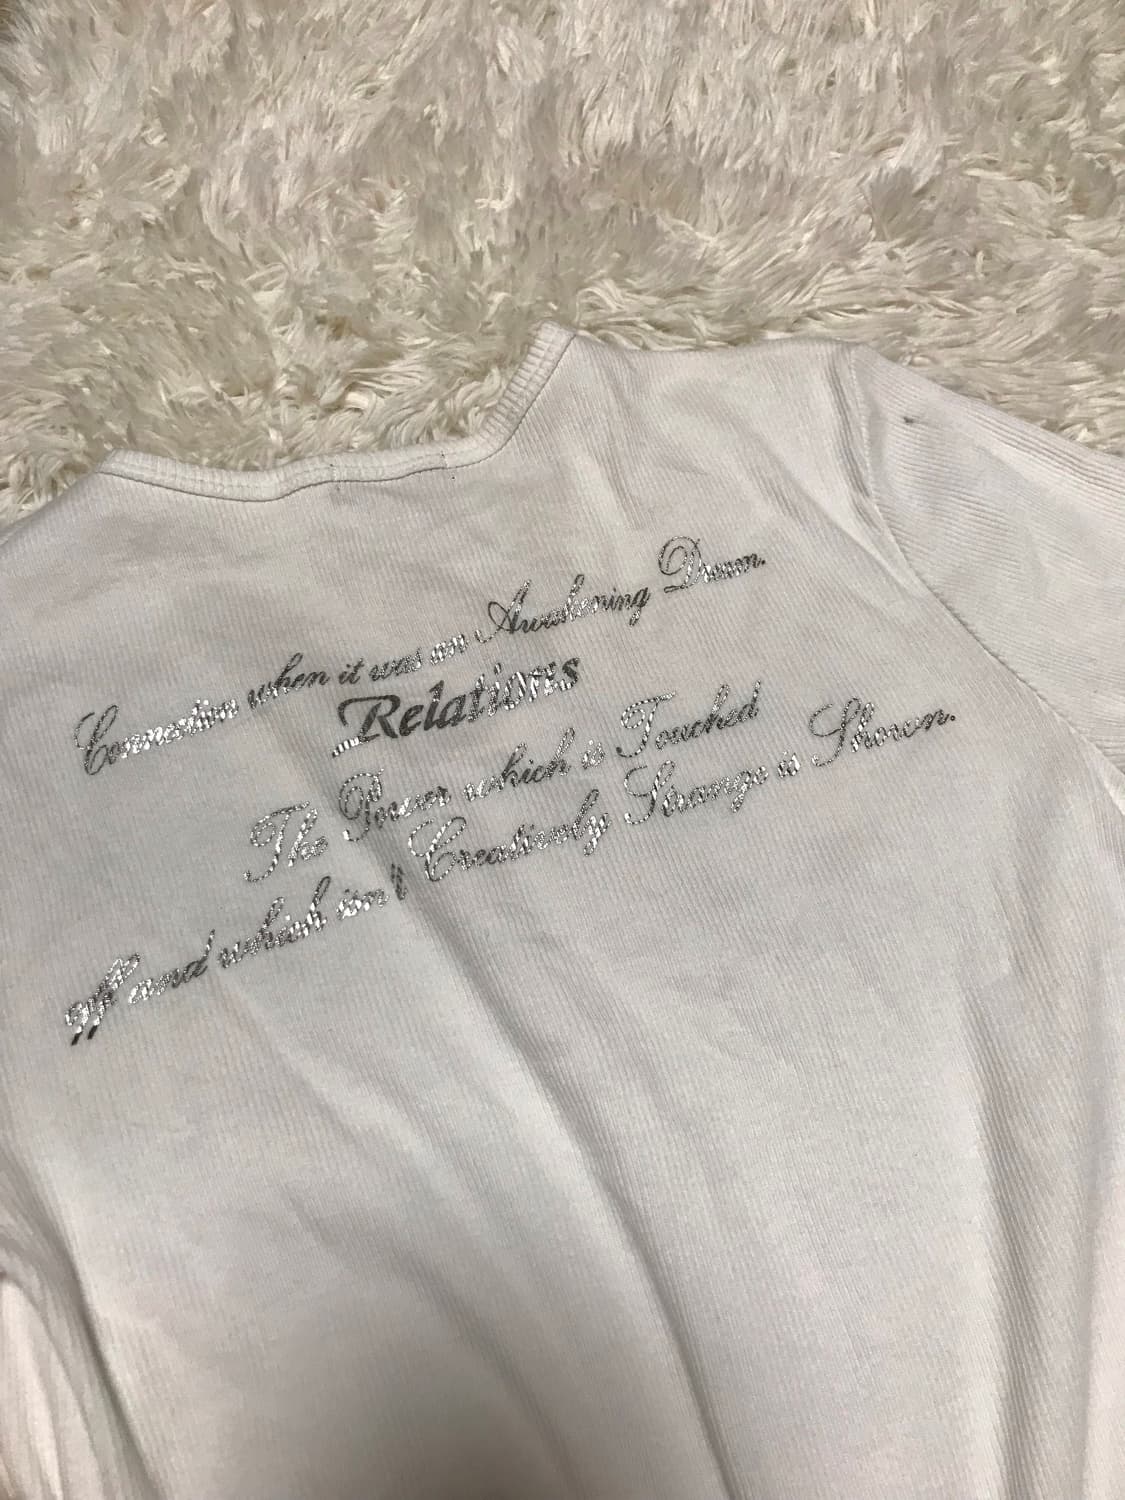 Connection when it was an Awakening Dream.
Relations
The Power which is Touched
If and which isn't Creatively Strange is Shown.